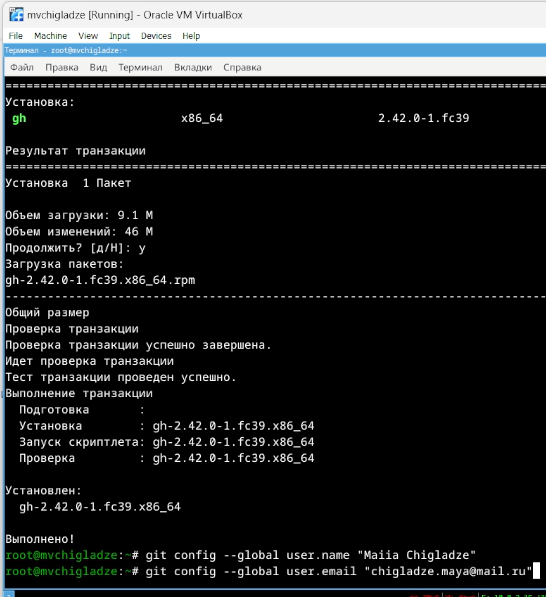 mvchigladze [Running] - Oracle VM VirtualBox
File Machine View Input Devices Help
Терминал - root@mvchigladze:~
Файл Правка Вид Терминал Вкладки Справка
================================================================================
Установка:
gh x86_64 2.42.0-1.fc39
Результат транзакции
================================================================================
Установка 1 Пакет
Объем загрузки: 9.1 M
Объем изменений: 46 M
Продолжить? [д/Н]: y
Загрузка пакетов:
gh-2.42.0-1.fc39.x86_64.rpm
--------------------------------------------------------------------------------
Общий размер
Проверка транзакции
Проверка транзакции успешно завершена.
Идет проверка транзакции
Тест транзакции проведен успешно.
Выполнение транзакции
Подготовка :
Установка : gh-2.42.0-1.fc39.x86_64
Запуск скриптлета: gh-2.42.0-1.fc39.x86_64
Проверка : gh-2.42.0-1.fc39.x86_64
Установлен:
gh-2.42.0-1.fc39.x86_64
Выполнено!
root@mvchigladze:~# git config --global user.name "Maiia Chigladze"
root@mvchigladze:~# git config --global user.email "chigladze.maya@mail.ru"